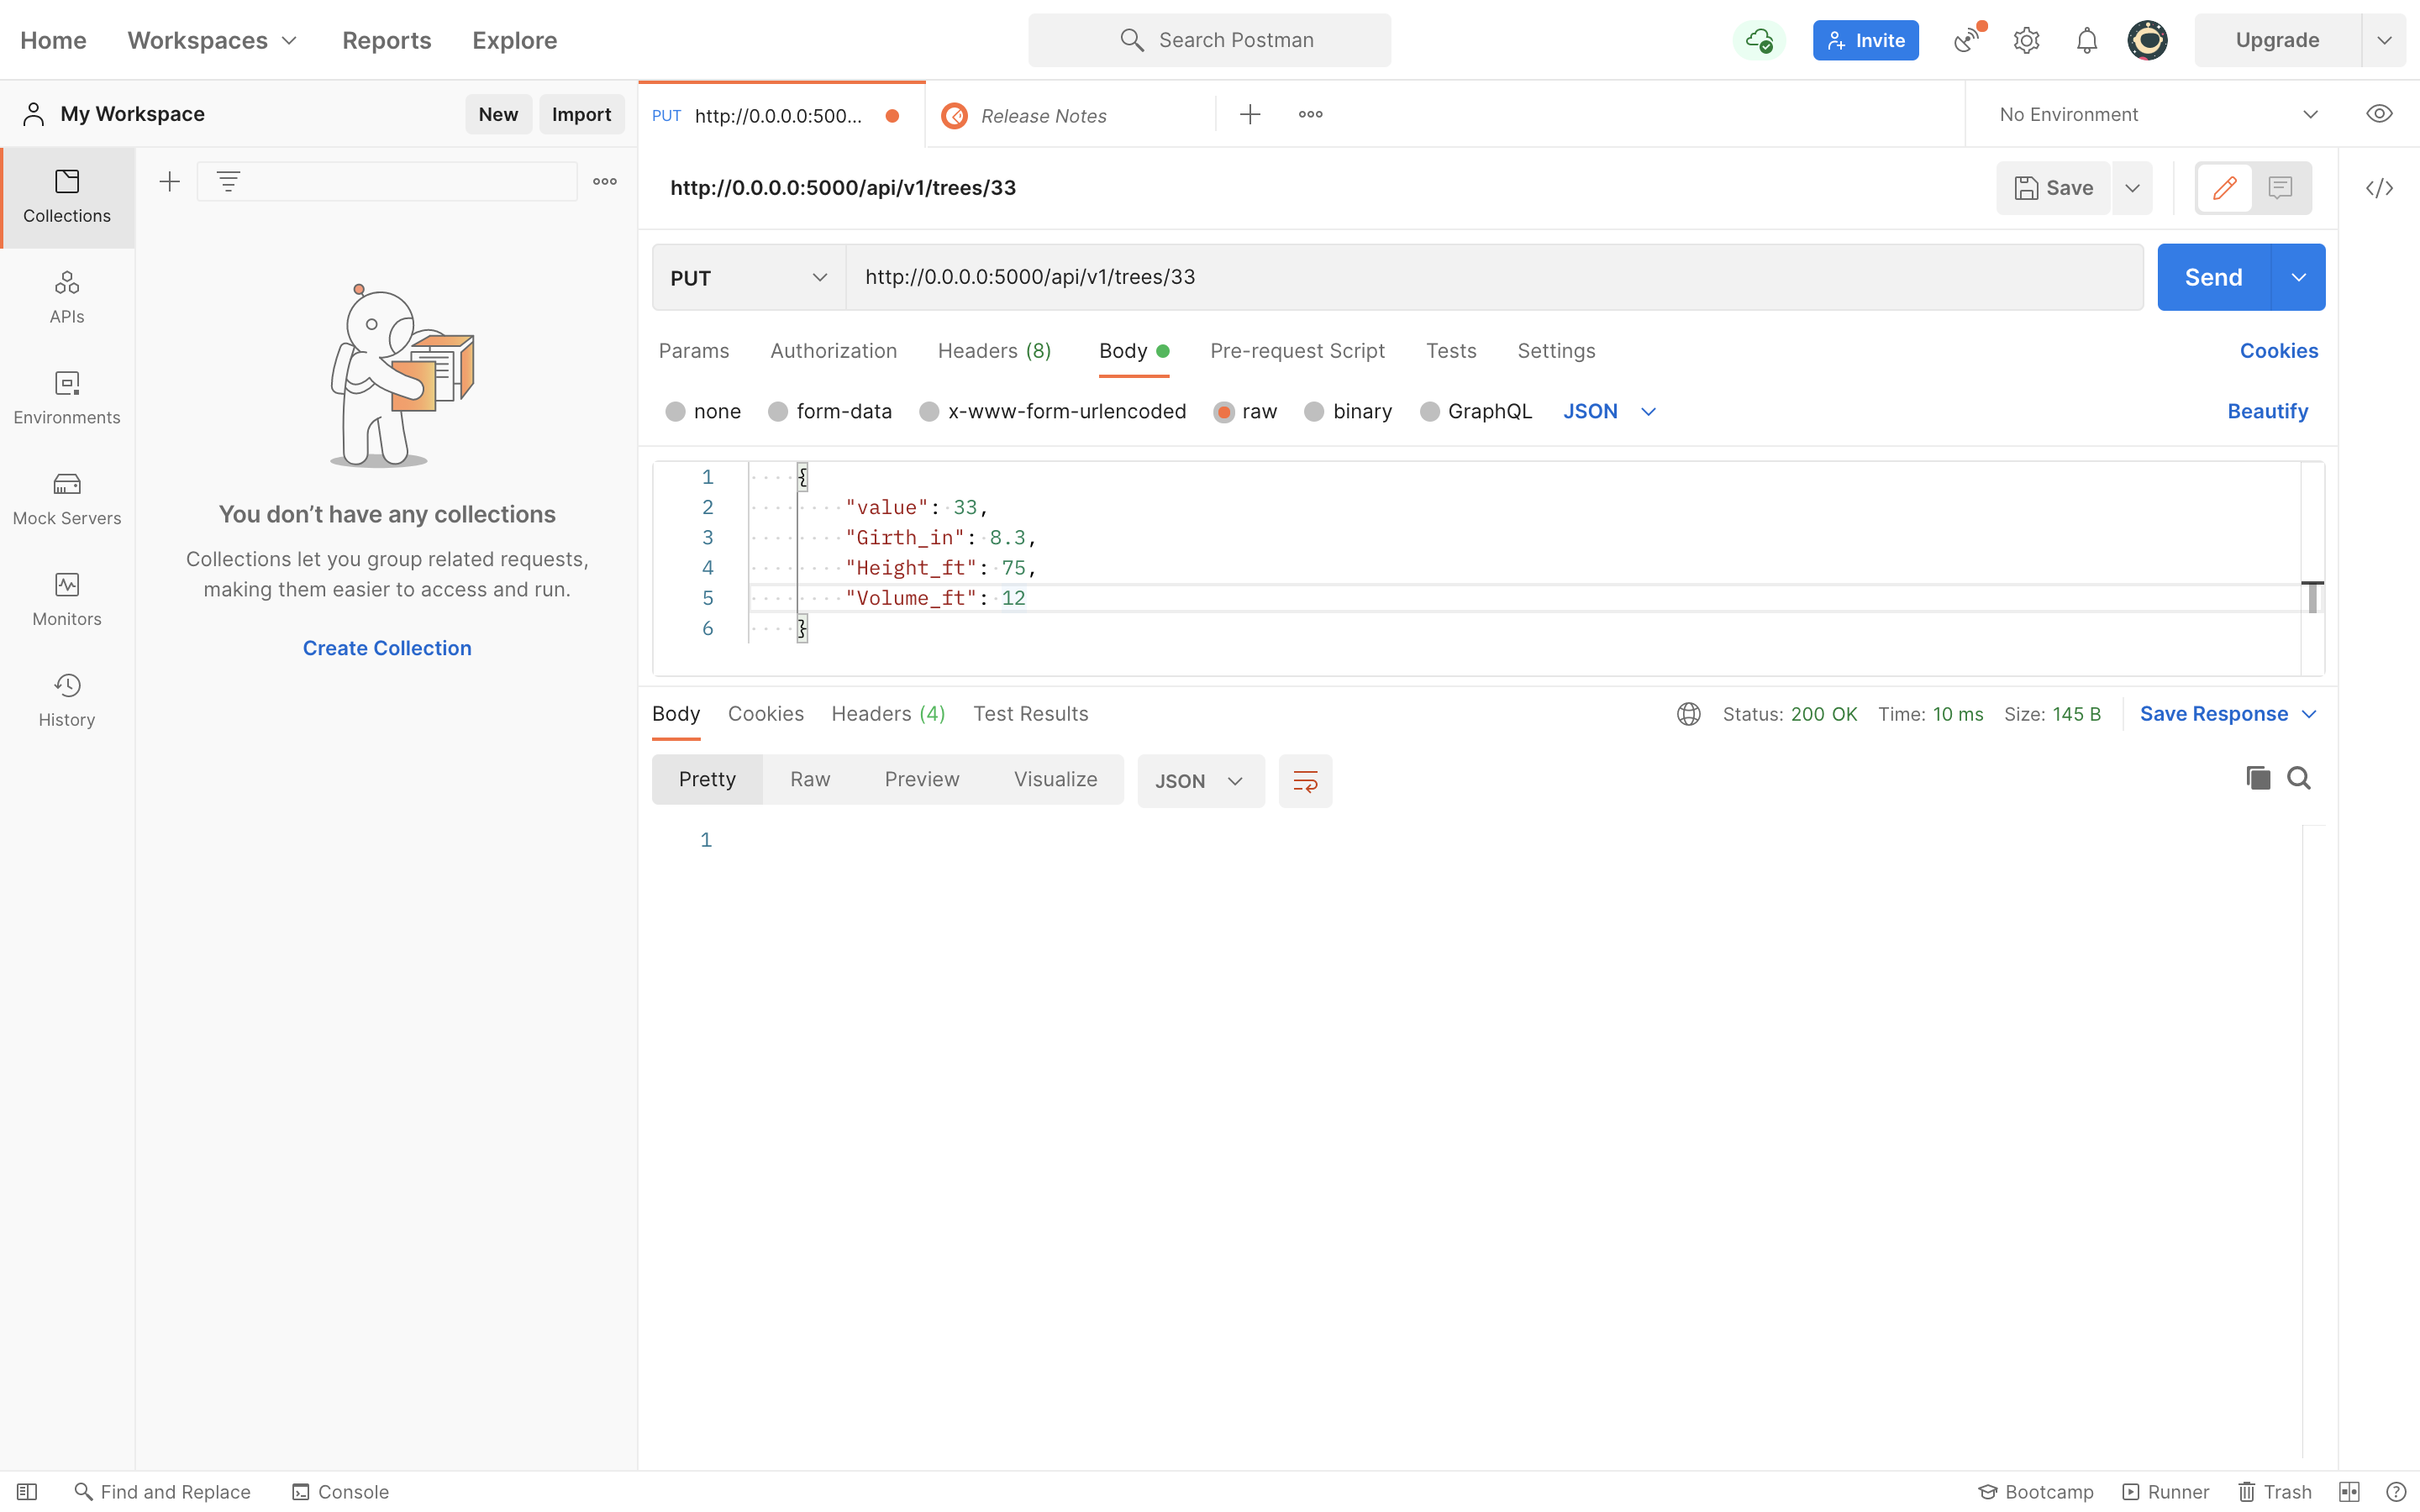 Home Workspaces Reports Explore Search Postman Invite Upgrade
My Workspace New Import PUT http://0.0.0.0:500... Release Notes No Environment
Collections
APIs
Environments
Mock Servers
Monitors
History
You don’t have any collections
Collections let you group related requests,
making them easier to access and run.
Create Collection
http://0.0.0.0:5000/api/v1/trees/33 Save
PUT http://0.0.0.0:5000/api/v1/trees/33 Send
Params Authorization Headers (8) Body Pre-request Script Tests Settings Cookies
none form-data x-www-form-urlencoded raw binary GraphQL JSON Beautify
1 {
2 "value": 33,
3 "Girth_in": 8.3,
4 "Height_ft": 75,
5 "Volume_ft": 12
6 }
Body Cookies Headers (4) Test Results Status: 200 OK Time: 10 ms Size: 145 B Save Response
Pretty Raw Preview Visualize JSON
1
Find and Replace Console Bootcamp Runner Trash